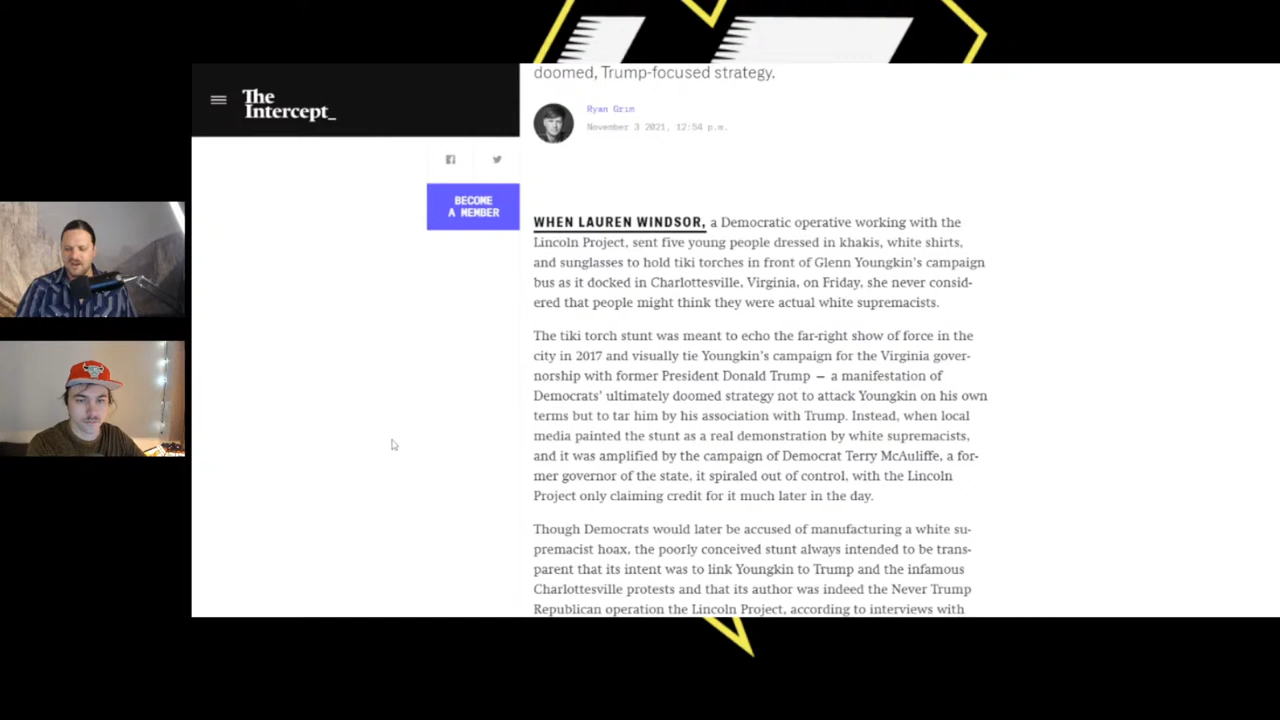 doomed, Trump-focused strategy.
The
Intercept_
Ryan Grim
November 3 2021, 12:54 p.m.
BECOME
A MEMBER
WHEN LAUREN WINDSOR, a Democratic operative working with the
Lincoln Project, sent five young people dressed in khakis, white shirts,
and sunglasses to hold tiki torches in front of Glenn Youngkin's campaign
bus as it docked in Charlottesville, Virginia, on Friday, she never consid-
ered that people might think they were actual white supremacists.
The tiki torch stunt was meant to echo the far-right show of force in the
city in 2017 and visually tie Youngkin's campaign for the Virginia gover-
norship with former President Donald Trump — a manifestation of
Democrats' ultimately doomed strategy not to attack Youngkin on his own
terms but to tar him by his association with Trump. Instead, when local
media painted the stunt as a real demonstration by white supremacists,
and it was amplified by the campaign of Democrat Terry McAuliffe, a for-
mer governor of the state, it spiraled out of control, with the Lincoln
Project only claiming credit for it much later in the day.
Though Democrats would later be accused of manufacturing a white su-
premacist hoax, the poorly conceived stunt always intended to be trans-
parent that its intent was to link Youngkin to Trump and the infamous
Charlottesville protests and that its author was indeed the Never Trump
Republican operation the Lincoln Project, according to interviews with